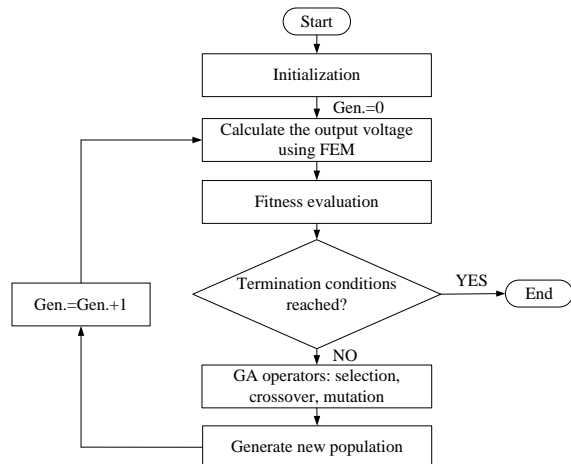 Start
Initialization
Gen.=0
Calculate the output voltage
using FEM
Fitness evaluation
Termination conditions
reached?
YES
End
Gen.=Gen.+1
NO
GA operators: selection,
crossover, mutation
Generate new population